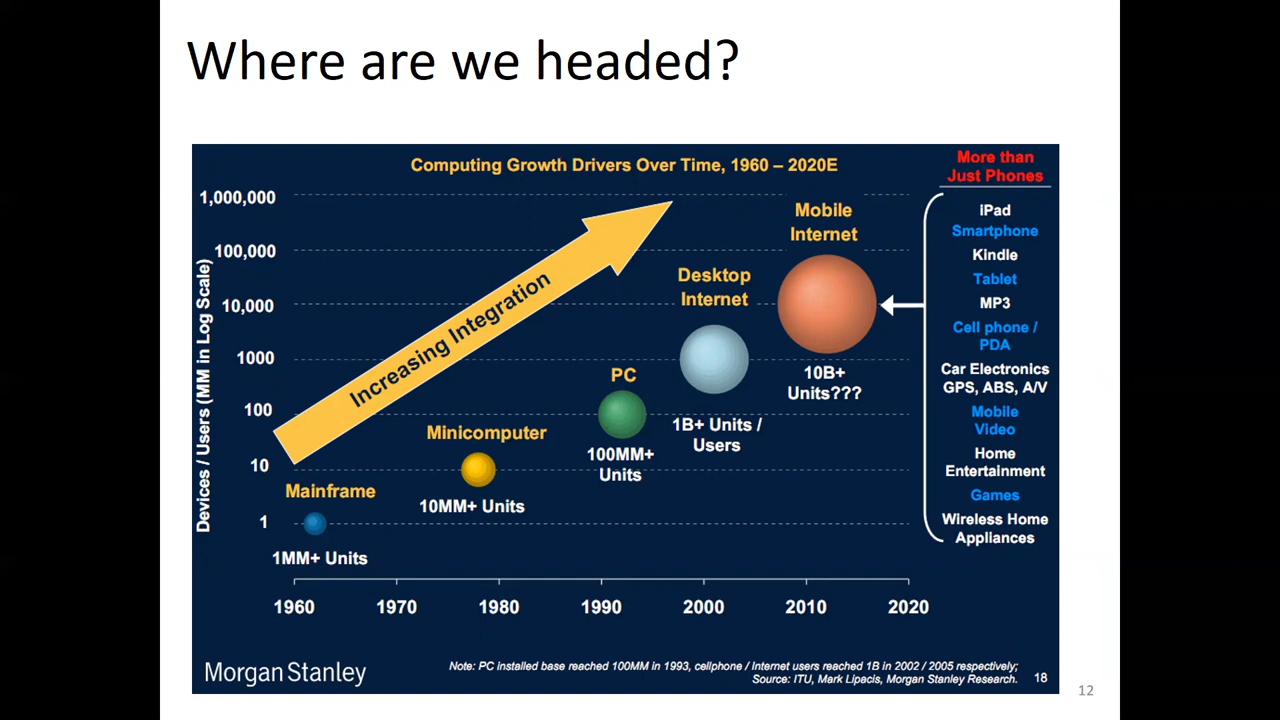 Where are we headed?
Computing Growth Drivers Over Time, 1960 – 2020E
More than
Just Phones
1,000,000
100,000
10,000
1000
100
10
1
Devices / Users (MM in Log Scale)
Increasing Integration
Mainframe
1MM+ Units
Minicomputer
10MM+ Units
PC
100MM+
Units
Desktop
Internet
1B+ Units /
Users
Mobile
Internet
10B+
Units???
iPad
Smartphone
Kindle
Tablet
MP3
Cell phone /
PDA
Car Electronics
GPS, ABS, A/V
Mobile
Video
Home
Entertainment
Games
Wireless Home
Appliances
1960 1970 1980 1990 2000 2010 2020
Morgan Stanley
Note: PC installed base reached 100MM in 1993, cellphone / Internet users reached 1B in 2002 / 2005 respectively;
Source: ITU, Mark Lipacis, Morgan Stanley Research.
18
12